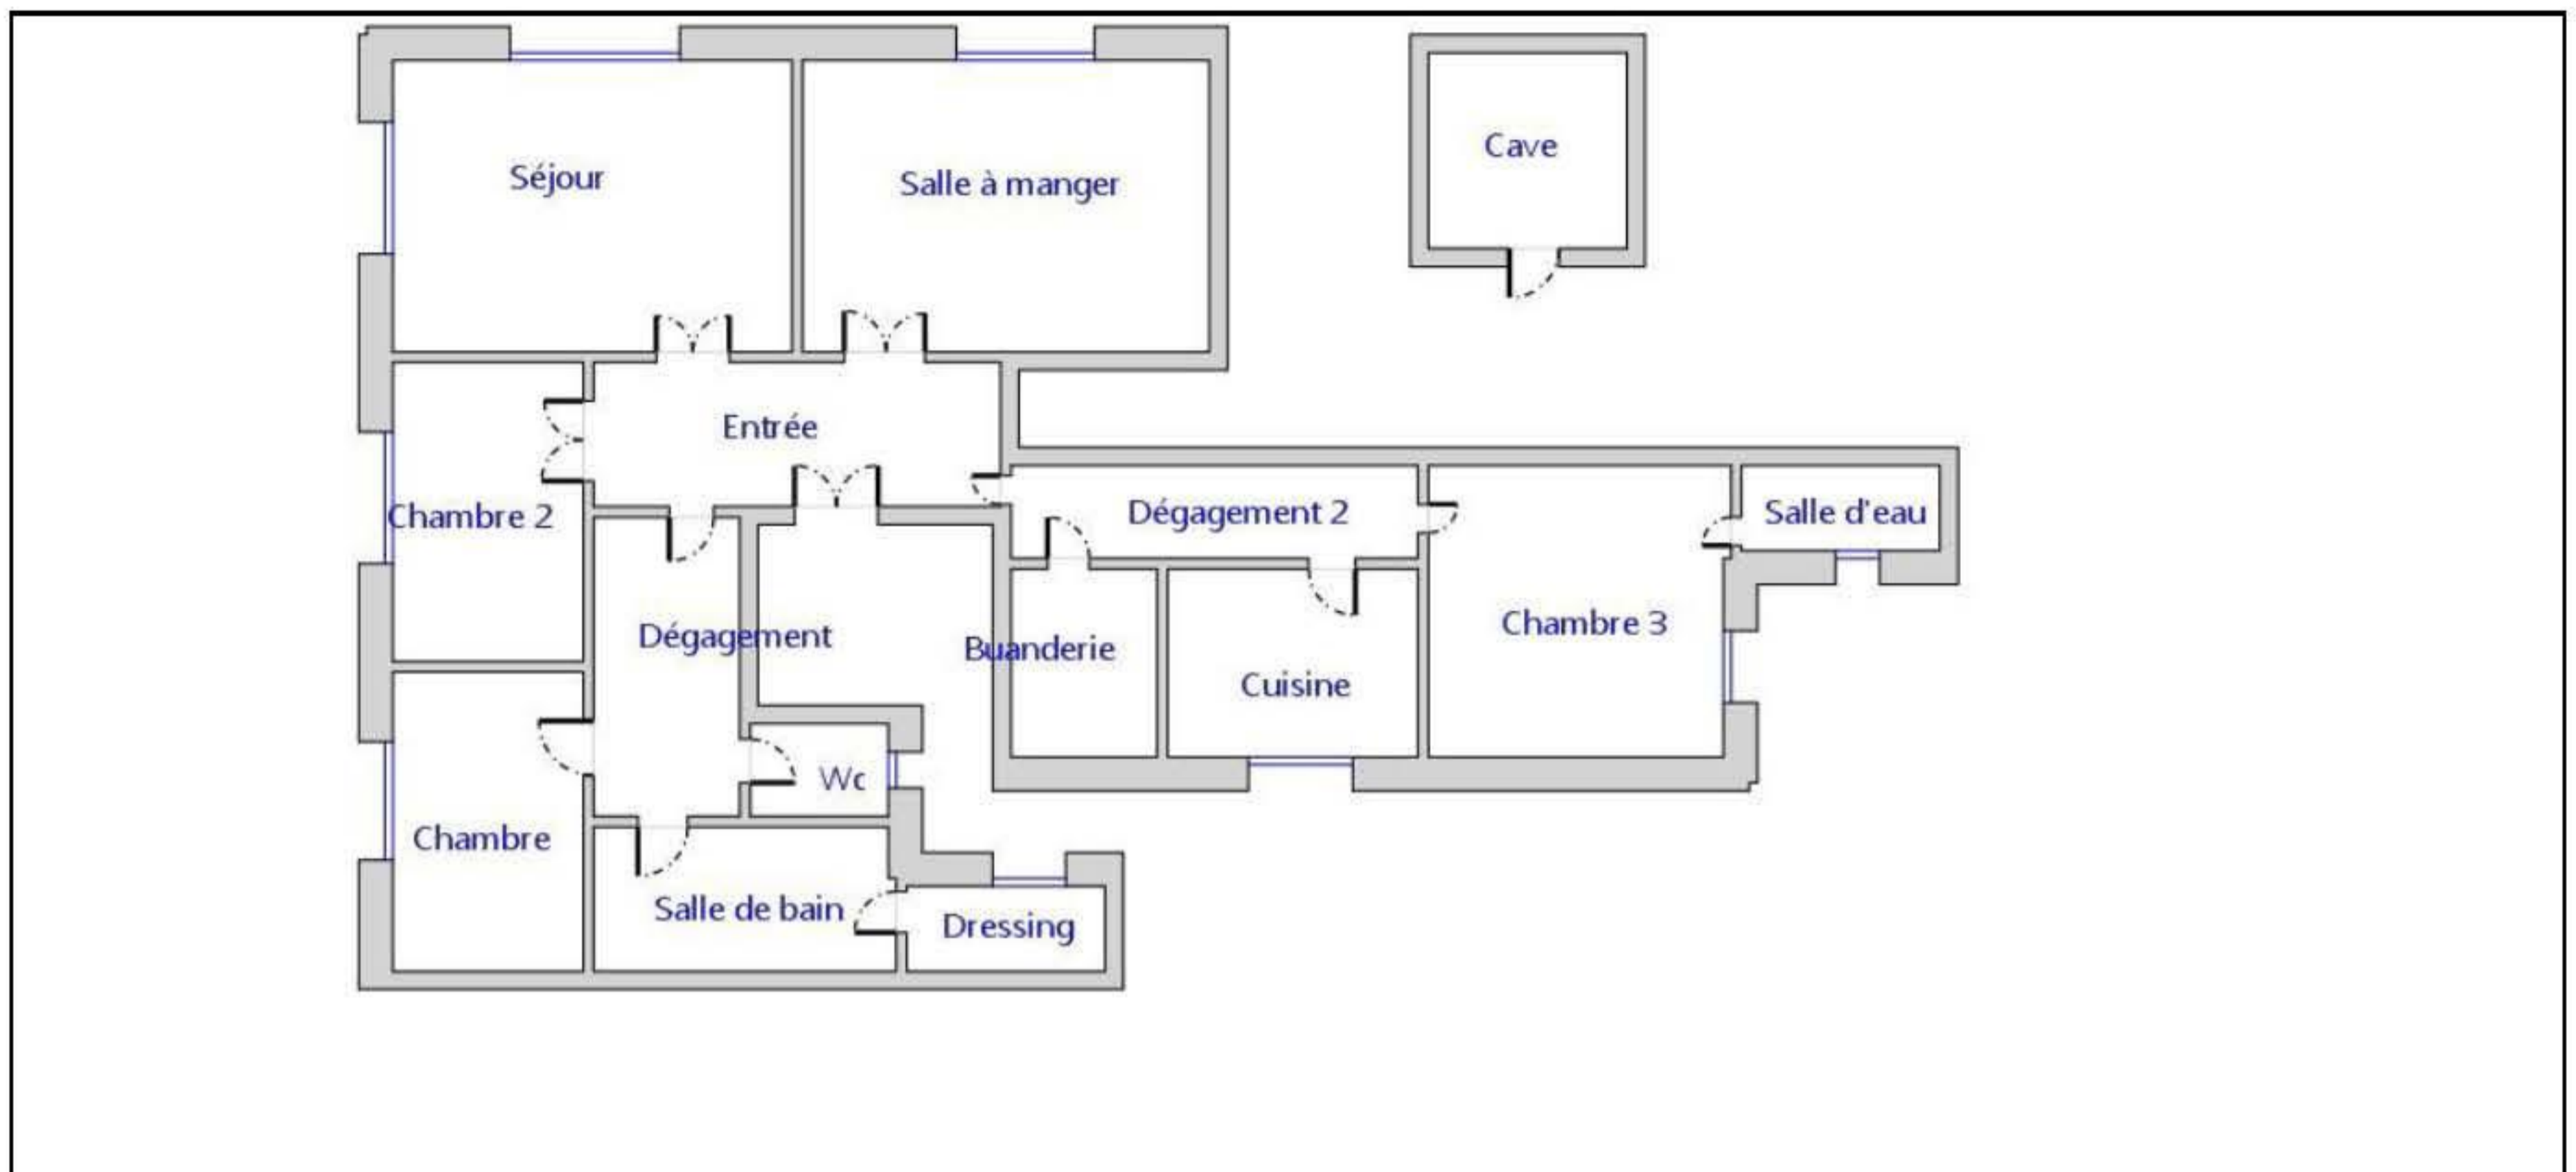 Séjour
Salle à manger
Cave
Entrée
Chambre 2
Dégagement 2
Salle d'eau
Dégagement
Buanderie
Cuisine
Chambre 3
Wc
Chambre
Salle de bain
Dressing